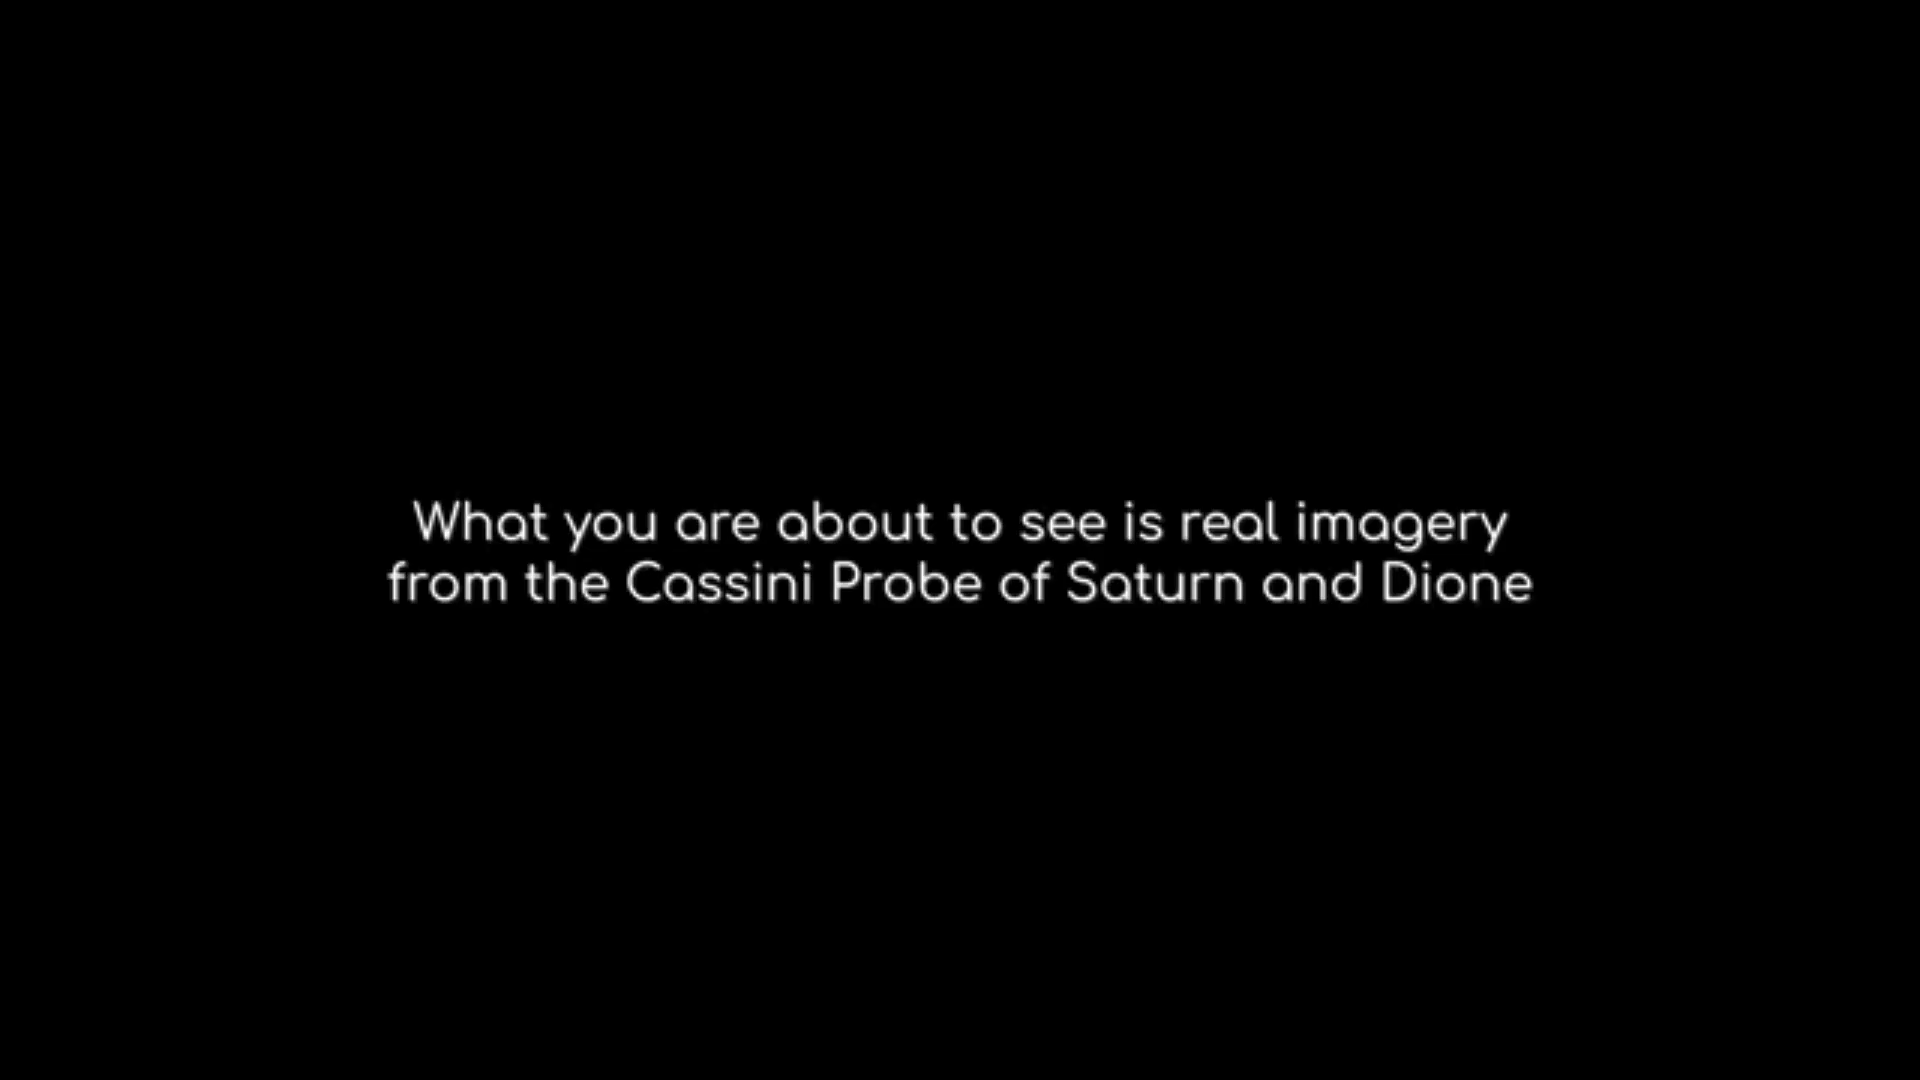 What you are about to see is real imagery
from the Cassini Probe of Saturn and Dione